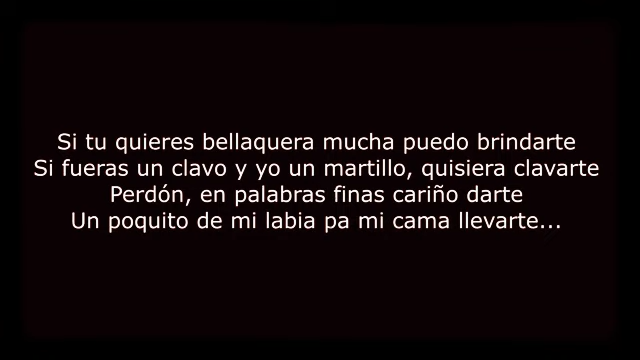 Si tu quieres bellaquera mucha puedo brindarte
Si fueras un clavo y yo un martillo, quisiera clavarte
Perdón, en palabras finas cariño darte
Un poquito de mi labia pa mi cama llevarte...